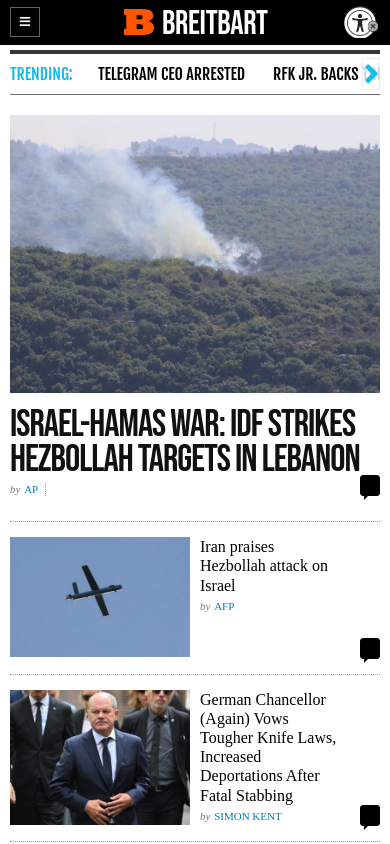 BREITBART
TRENDING:
TELEGRAM CEO ARRESTED
RFK JR. BACKS
ISRAEL-HAMAS WAR: IDF STRIKES
HEZBOLLAH TARGETS IN LEBANON
by AP
Iran praises
Hezbollah attack on
Israel
by AFP
German Chancellor
(Again) Vows
Tougher Knife Laws,
Increased
Deportations After
Fatal Stabbing
by SIMON KENT